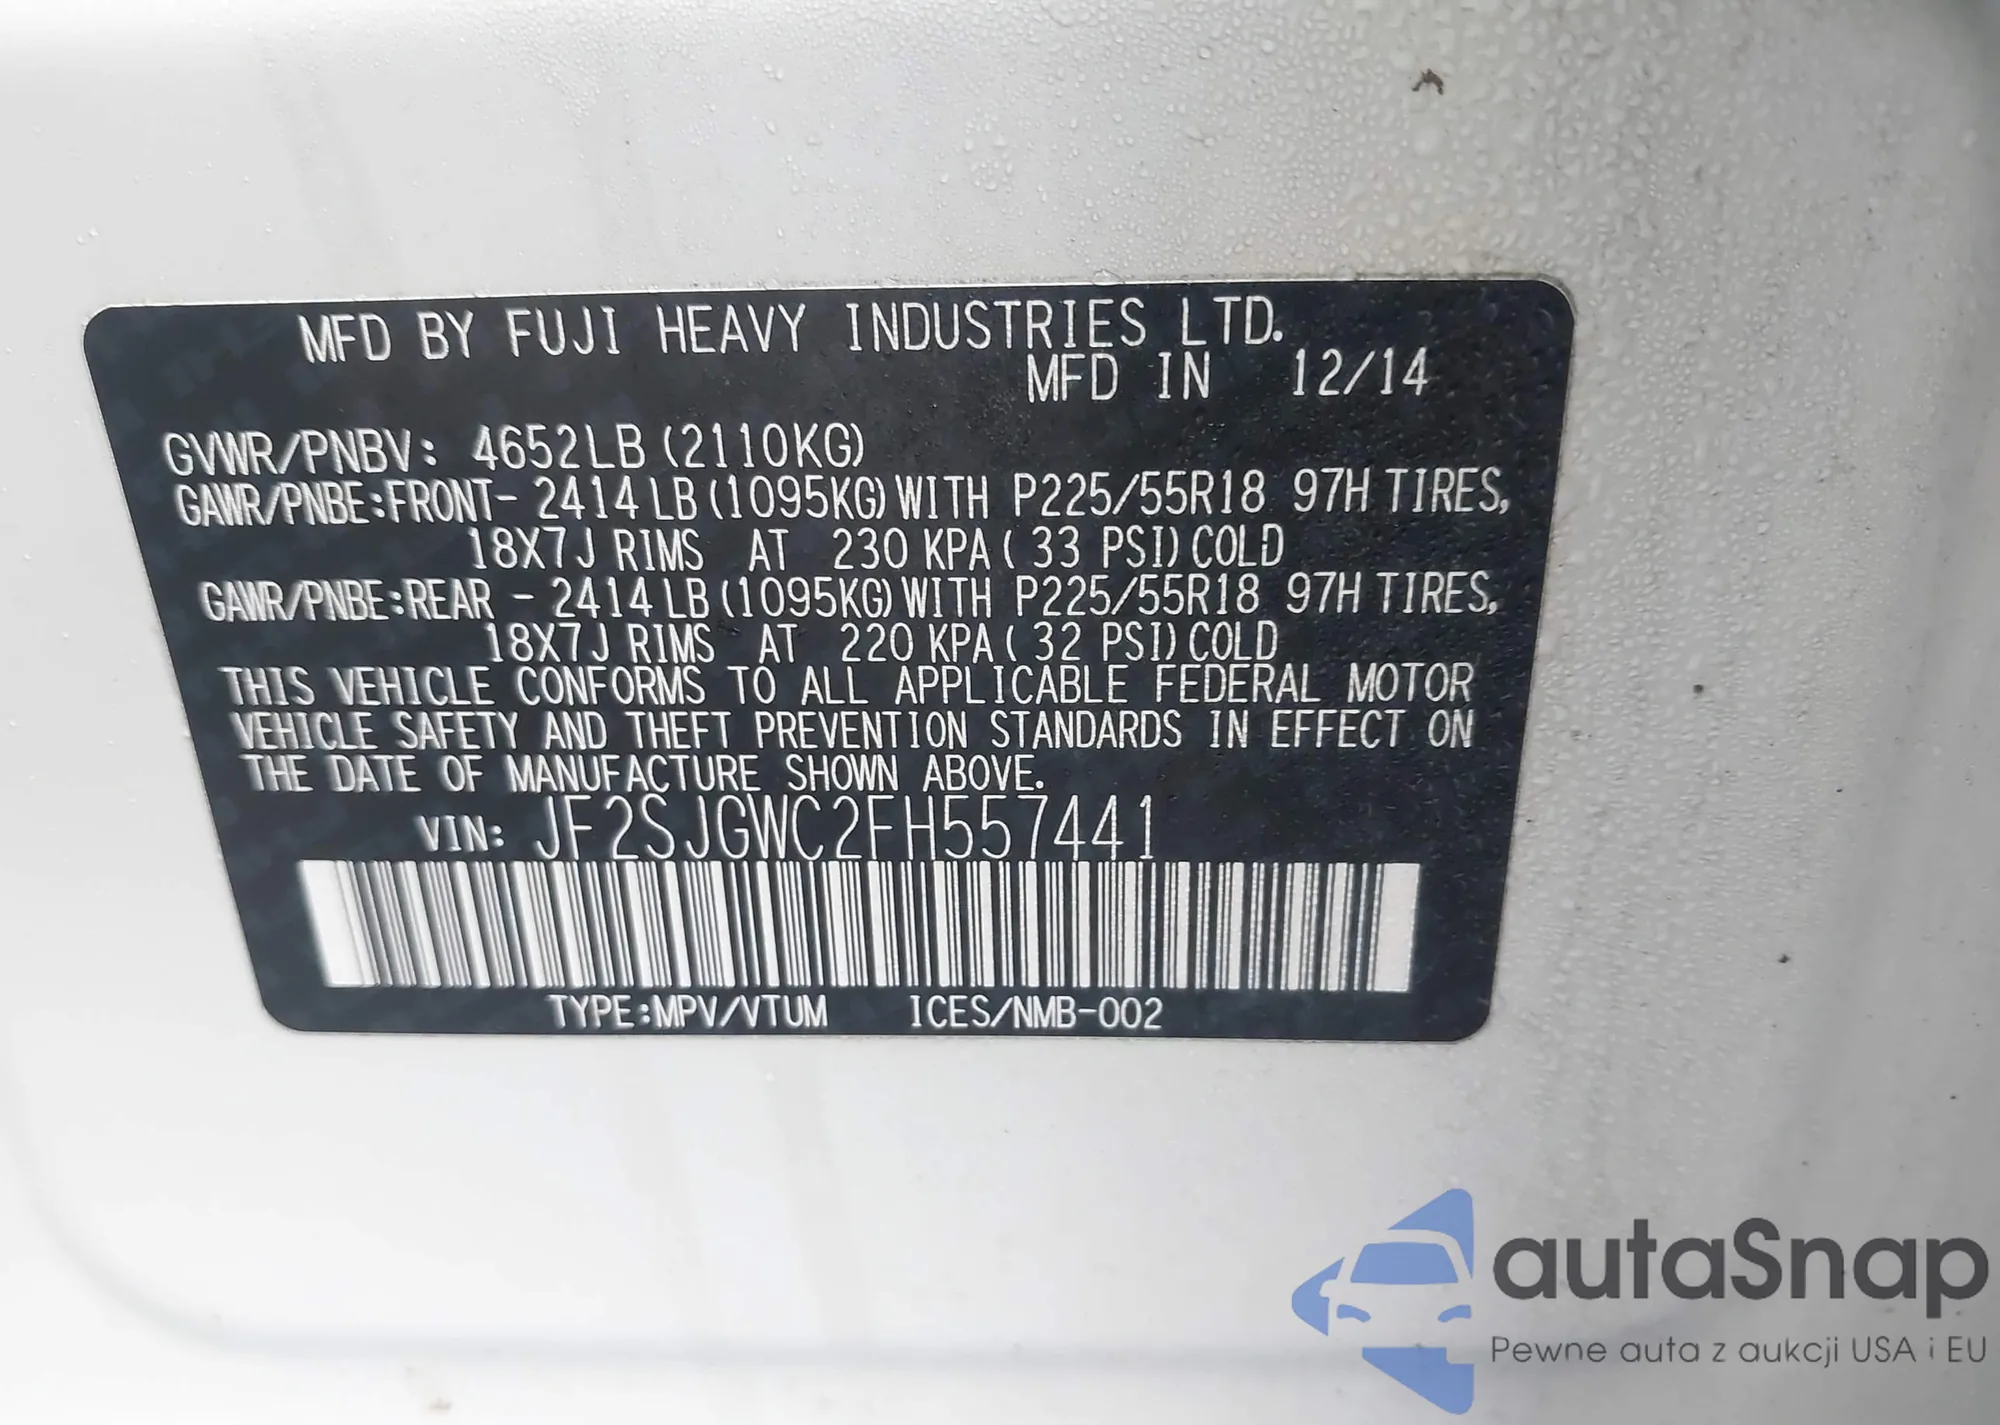 MFD BY FUJI HEAVY INDUSTRIES LTD.
MFD IN 12/14
GVWR/PNBV: 4652LB (2110KG)
GAWR/PNBE:FRONT- 2414LB (1095KG) WITH P225/55R18 97H TIRES,
18X7J RIMS AT 230 KPA ( 33 PSI) COLD
GAWR/PNBE:REAR - 2414LB (1095KG) WITH P225/55R18 97H TIRES,
18X7J RIMS AT 220 KPA ( 32 PSI) COLD
THIS VEHICLE CONFORMS TO ALL APPLICABLE FEDERAL MOTOR
VEHICLE SAFETY AND THEFT PREVENTION STANDARDS IN EFFECT ON
THE DATE OF MANUFACTURE SHOWN ABOVE.
VIN: JF2SJGWC2FH557441
TYPE:MPV/VTUM ICES/NMB-002
autaSnap
Pewne auta z aukcji USA i EU